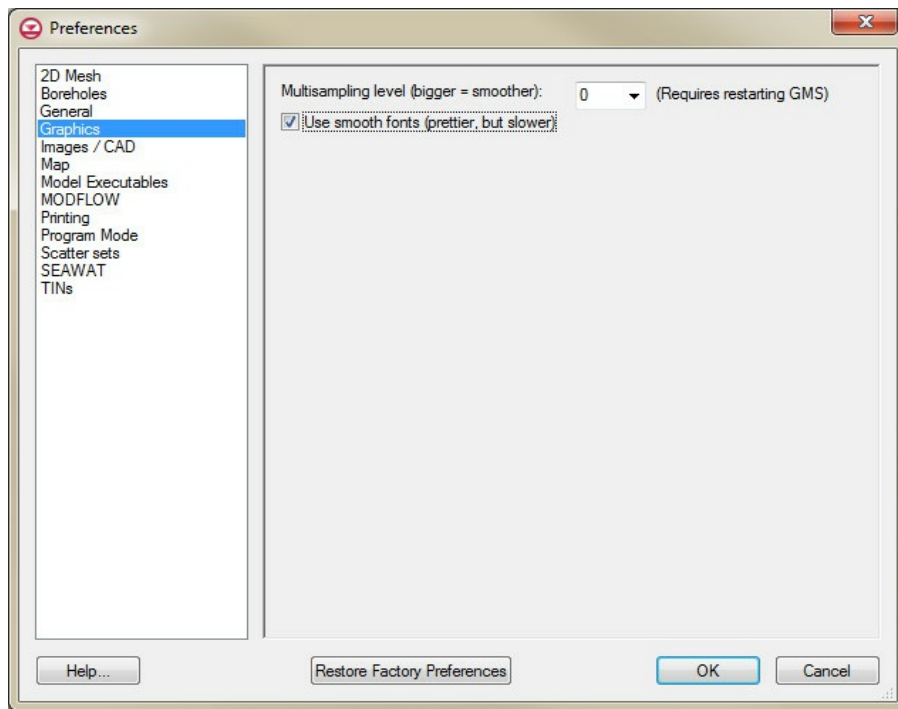 Preferences
2D Mesh
Boreholes
General
Graphics
Images / CAD
Map
Model Executables
MODFLOW
Printing
Program Mode
Scatter sets
SEAWAT
TINs
Multisampling level (bigger = smoother): 0 (Requires restarting GMS)
Use smooth fonts (prettier, but slower)
Help... Restore Factory Preferences OK Cancel